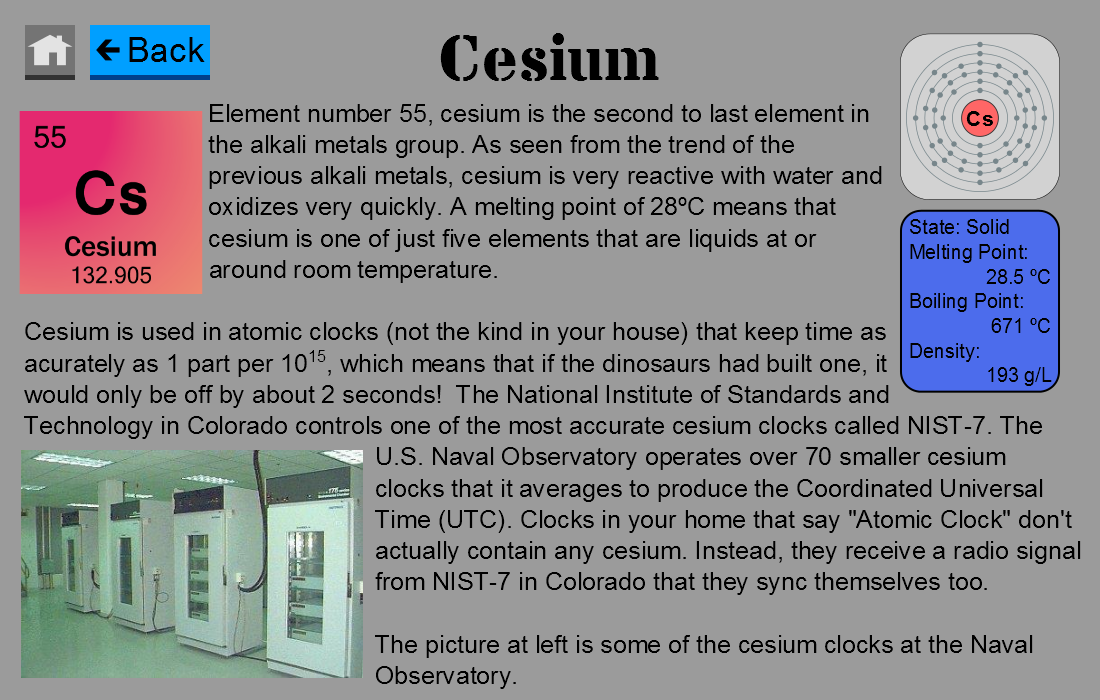 ← Back
Cesium
55
Cs
Cesium
132.905
Element number 55, cesium is the second to last element in
the alkali metals group. As seen from the trend of the
previous alkali metals, cesium is very reactive with water and
oxidizes very quickly. A melting point of 28ºC means that
cesium is one of just five elements that are liquids at or
around room temperature.
Cs
State: Solid
Melting Point:
28.5 ºC
Boiling Point:
671 ºC
Density:
193 g/L
Cesium is used in atomic clocks (not the kind in your house) that keep time as
acurately as 1 part per 10¹⁵, which means that if the dinosaurs had built one, it
would only be off by about 2 seconds!  The National Institute of Standards and
Technology in Colorado controls one of the most accurate cesium clocks called NIST-7. The
U.S. Naval Observatory operates over 70 smaller cesium
clocks that it averages to produce the Coordinated Universal
Time (UTC). Clocks in your home that say "Atomic Clock" don't
actually contain any cesium. Instead, they receive a radio signal
from NIST-7 in Colorado that they sync themselves too.
The picture at left is some of the cesium clocks at the Naval
Observatory.